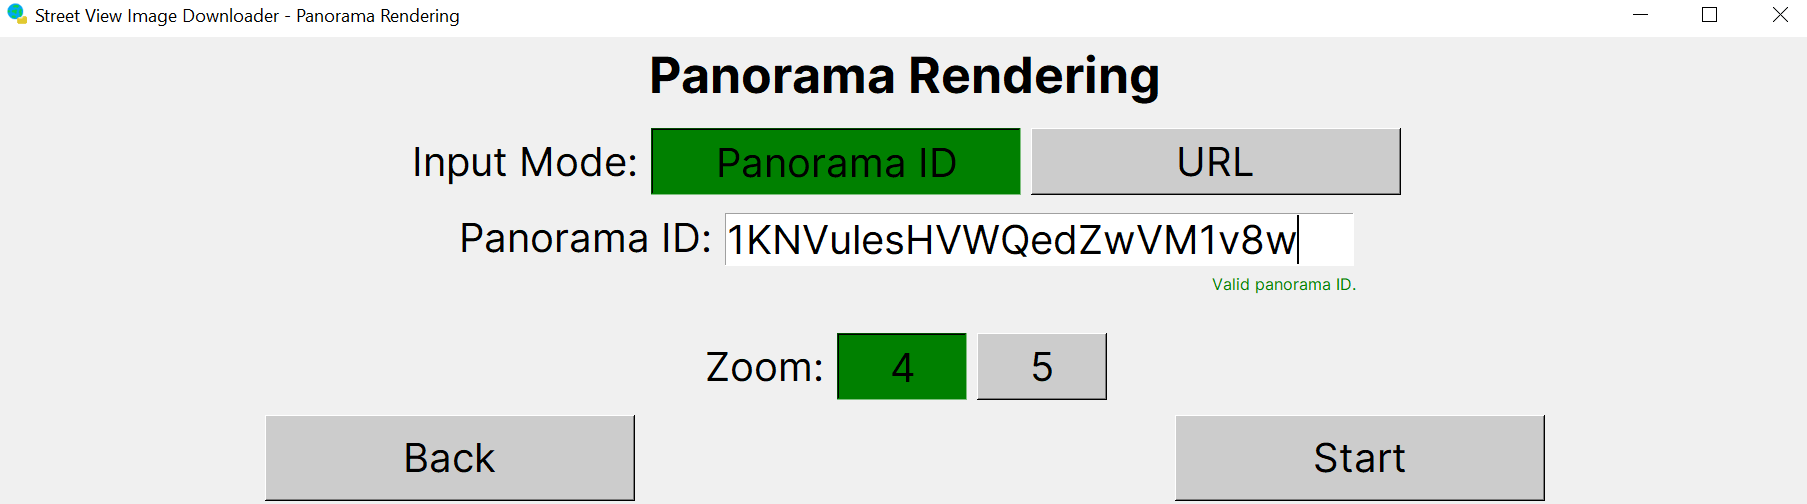 Street View Image Downloader - Panorama Rendering
Panorama Rendering
Input Mode: Panorama ID URL
Panorama ID: 1KNVulesHVWQedZwVM1v8w
Valid panorama ID.
Zoom: 4 5
Back Start